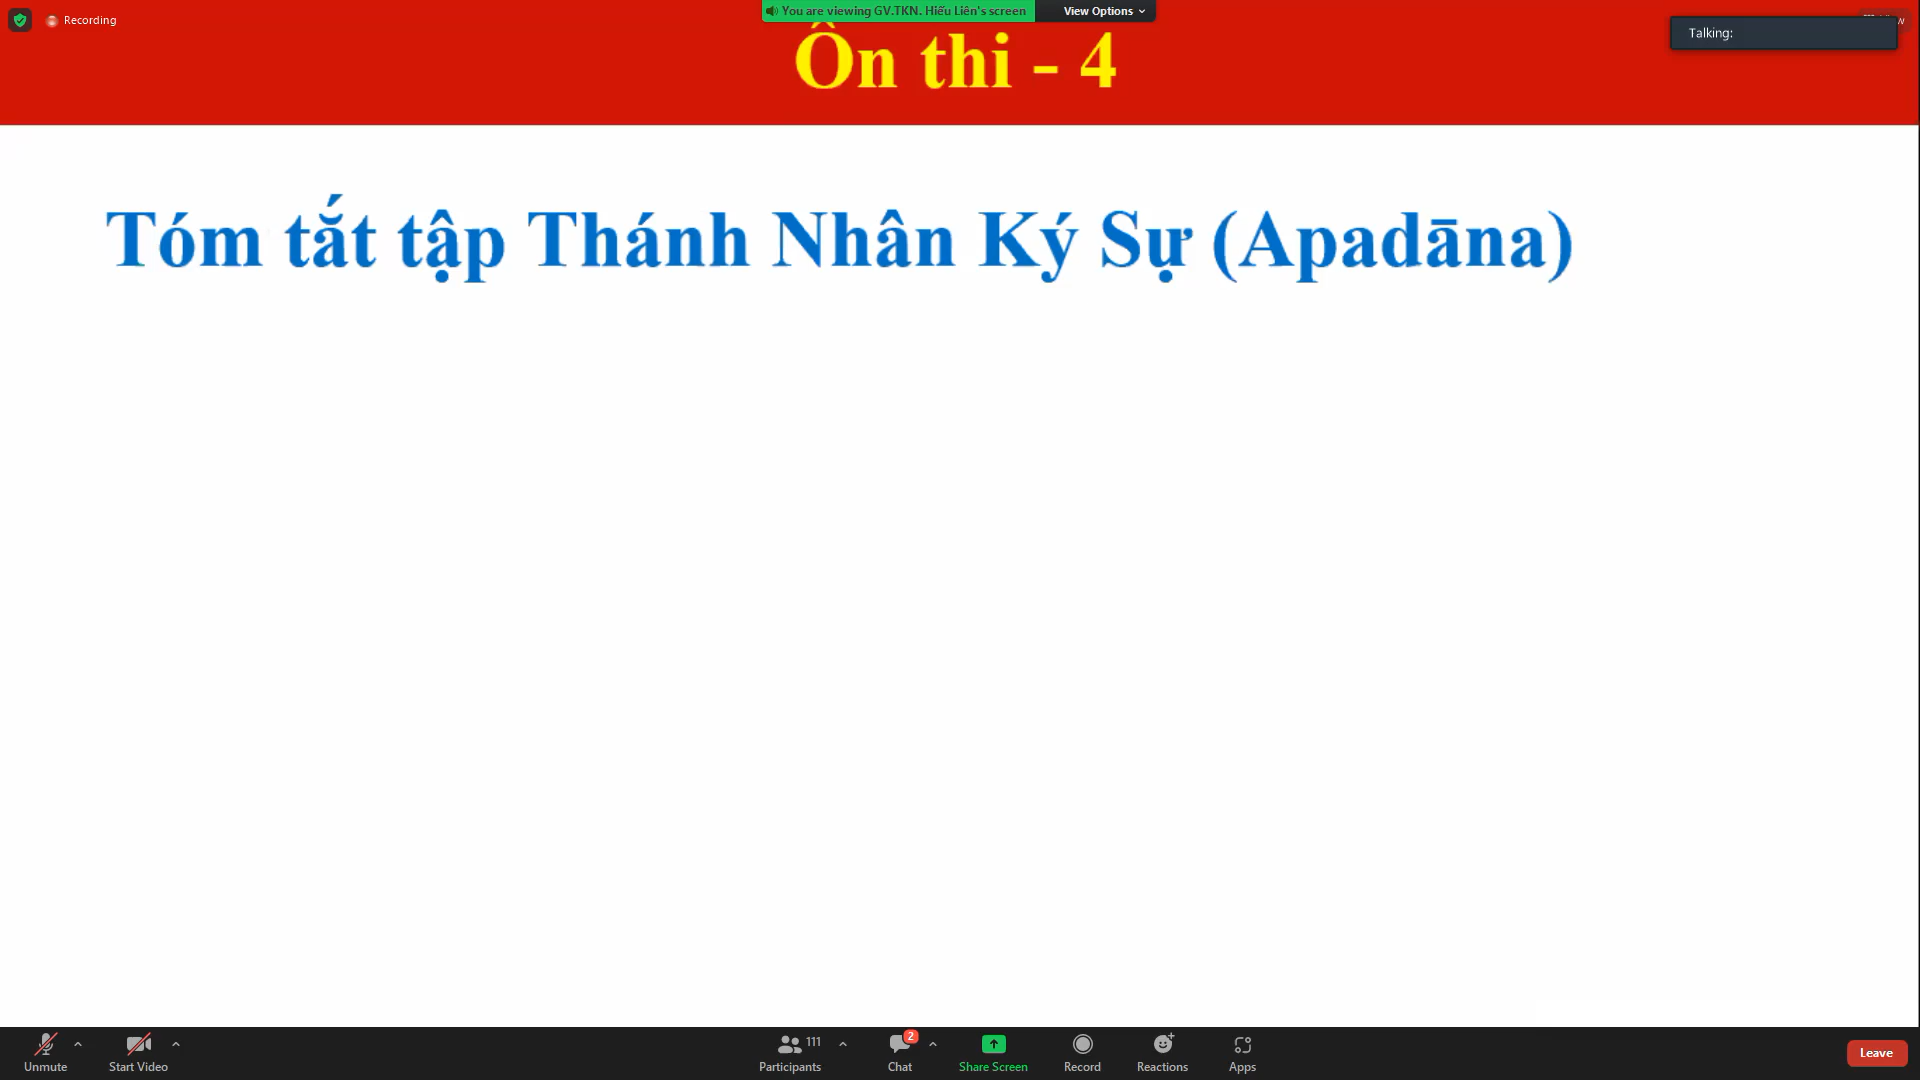 Recording
You are viewing GV.TKN. Hiếu Liên's screen
View Options
Talking:
Ôn thi - 4
Tóm tắt tập Thánh Nhân Ký Sự (Apadāna)
Unmute
Start Video
111
Participants
2
Chat
Share Screen
Record
Reactions
Apps
Leave